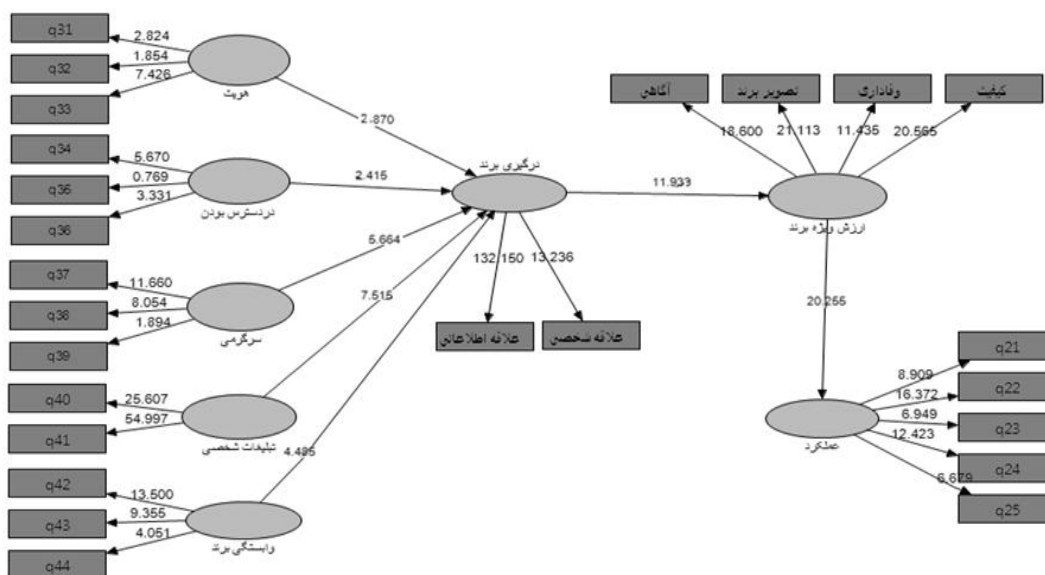 q31
2.824
q32
1.854
7.426
q33
هویت
q34
5.670
q36
0.769
3.331
q36
دردسترس بودن
q37
11.660
q38
8.054
1.894
q39
سرگرمی
q40
25.607
q41
54.997
تبلیغات شخصی
q42
13.500
q43
9.355
4.051
q44
وابستگی برند
2.870
2.415
5.664
7.515
4.485
درگیری برند
132.150
13.236
علاقه اطلاعاتی
علاقه شخصی
11.933
آگاهی
تصویر برند
وفاداری
کیفیت
18.600
21.113
11.435
20.565
ارزش ویژه برند
20.255
عملکرد
q21
8.909
q22
16.372
q23
6.949
q24
12.423
q25
6.679